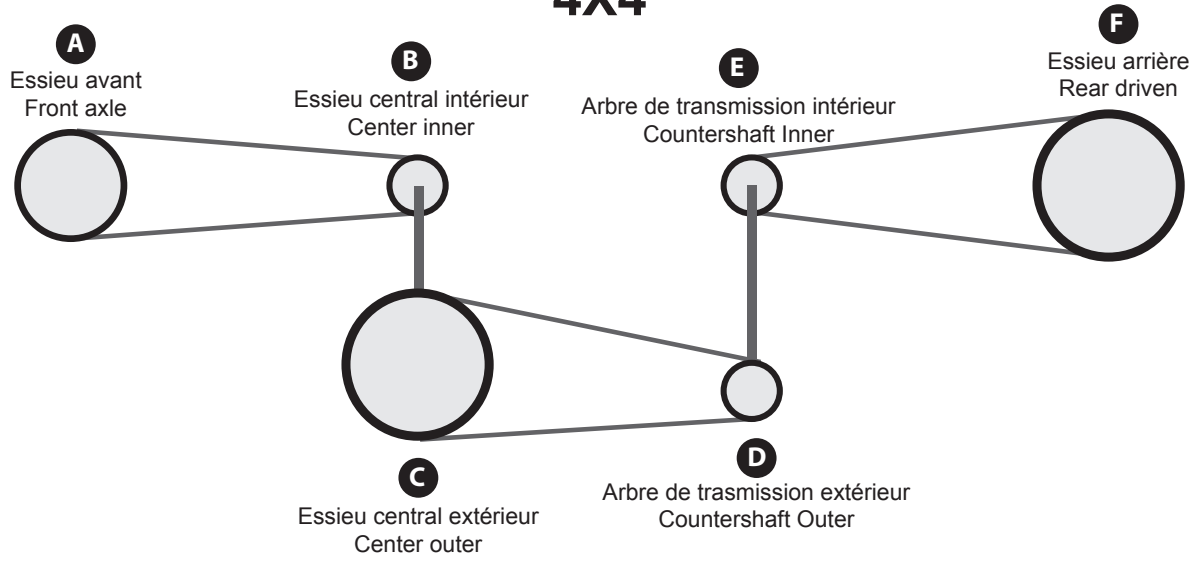 4X4
A
Essieu avant
Front axle
B
Essieu central intérieur
Center inner
E
Arbre de transmission intérieur
Countershaft Inner
F
Essieu arrière
Rear driven
C
Essieu central extérieur
Center outer
D
Arbre de trasmission extérieur
Countershaft Outer